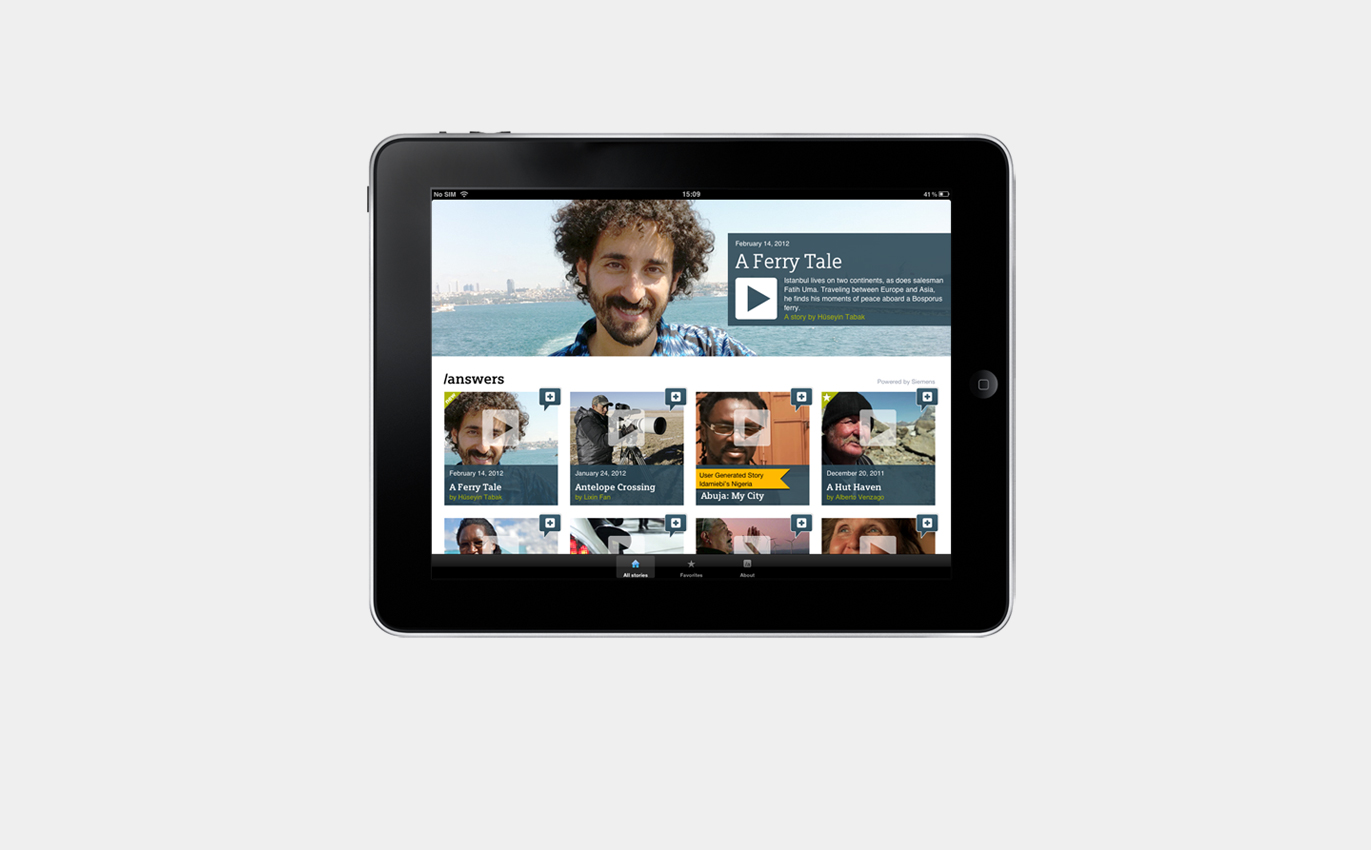 No SIM
15:09
41 %
February 14, 2012
A Ferry Tale
Istanbul lives on two continents, as does salesman
Fatih Uma. Traveling between Europe and Asia,
he finds his moments of peace aboard a Bosporus
ferry.
A story by Hüseyin Tabak
/answers
Powered by Siemens
new
February 14, 2012
A Ferry Tale
by Hüseyin Tabak
January 24, 2012
Antelope Crossing
by Lixin Fan
User Generated Story
Idamiebi's Nigeria
Abuja: My City
December 20, 2011
A Hut Haven
by Alberto Venzago
All stories
Favorites
About